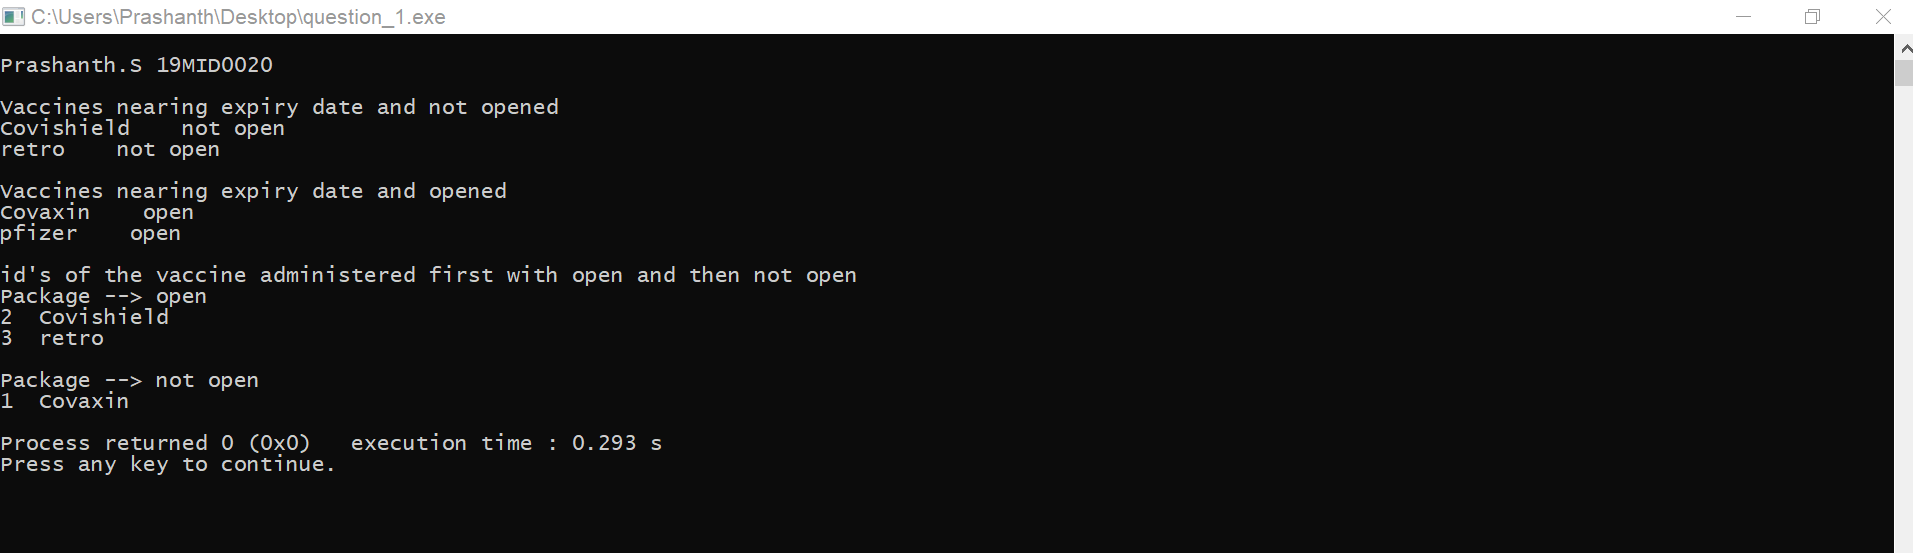 C:\Users\Prashanth\Desktop\question_1.exe
Prashanth.S 19MID0020
Vaccines nearing expiry date and not opened
Covishield    not open
retro    not open
Vaccines nearing expiry date and opened
Covaxin    open
pfizer    open
id's of the vaccine administered first with open and then not open
Package --> open
2  Covishield
3  retro
Package --> not open
1  Covaxin
Process returned 0 (0x0)   execution time : 0.293 s
Press any key to continue.